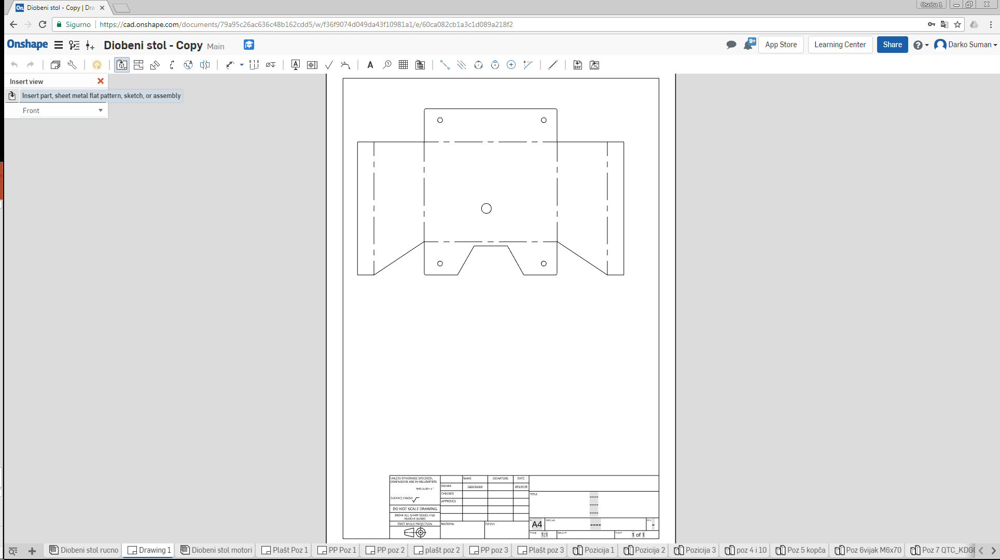 Diobeni stol - Copy | Dra
Osoba 1
Sigurno
https://cad.onshape.com/documents/79a95c26ac636c48b162cdd5/w/f36f9074d049da43f10981a1/e/60ca082cb1a3c1d089a218f2
Onshape
Diobeni stol - Copy Main
9+
App Store
Learning Center
Share
Darko Suman
Insert view
Insert part, sheet metal flat pattern, sketch, or assembly
Front
UNLESS OTHERWISE SPECIFIED,
DIMENSIONS ARE IN MILLIMETERS
SURFACE FINISH
DO NOT SCALE DRAWING
BREAK ALL SHARP EDGES AND
REMOVE BURRS
FIRST ANGLE PROJECTION
NAME SIGNATURE DATE
DRAWN Darko Suman
CHECKED
APPROVED
MATERIAL FINISH
TITLE
----
----
----
A4 ---- REV. -
SCALE 1:1 WEIGHT SHEET 1 of 1
Diobeni stol rucno
Drawing 1
Diobeni stol motori
Plašt Poz 1
PP Poz 1
PP poz 2
plašt poz 2
PP poz 3
Plašt poz 3
Pozicija 1
Pozicija 2
Pozicija 3
poz 4 i 10
Poz 5 kopča
Poz 6vijak M6x70
Poz 7 QTC_KDG